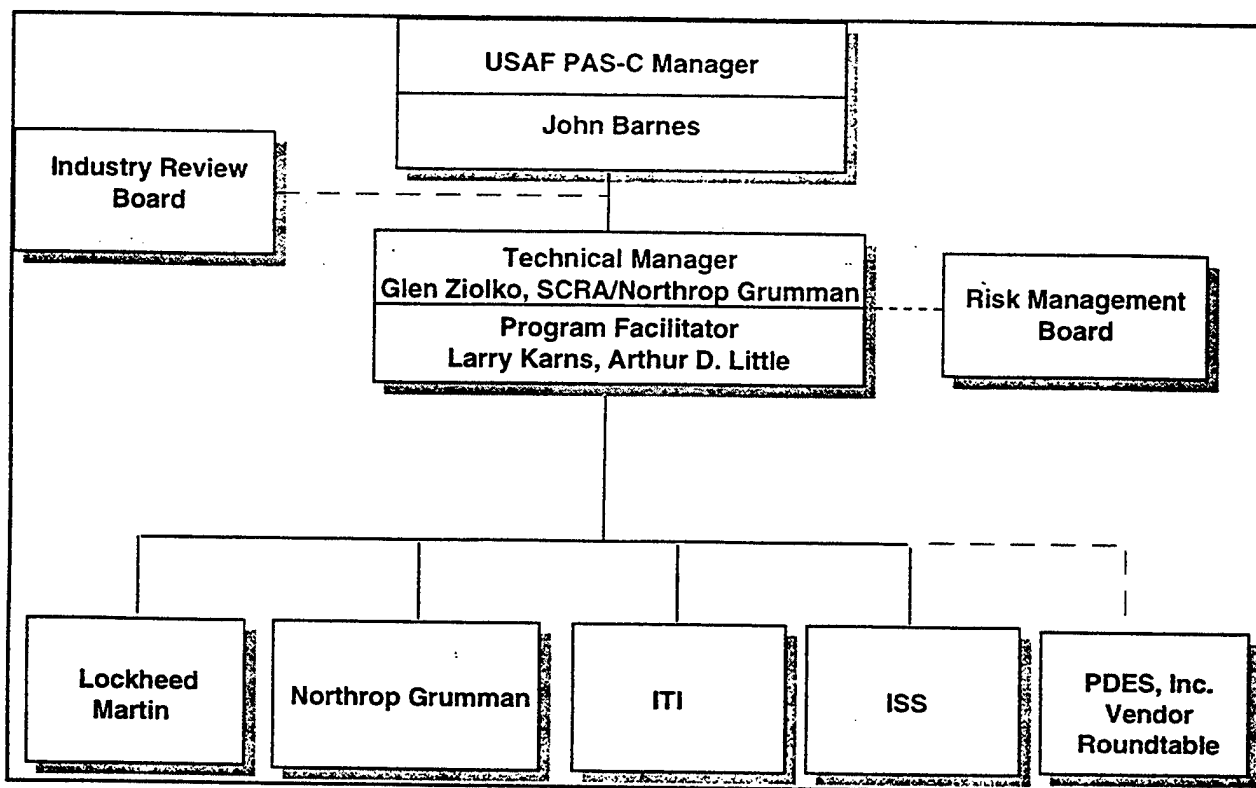 USAF PAS-C Manager
John Barnes
Industry Review
Board
Technical Manager
Glen Ziolko, SCRA/Northrop Grumman
Program Facilitator
Larry Karns, Arthur D. Little
Risk Management
Board
Lockheed
Martin
Northrop Grumman
ITI
ISS
PDES, Inc.
Vendor
Roundtable